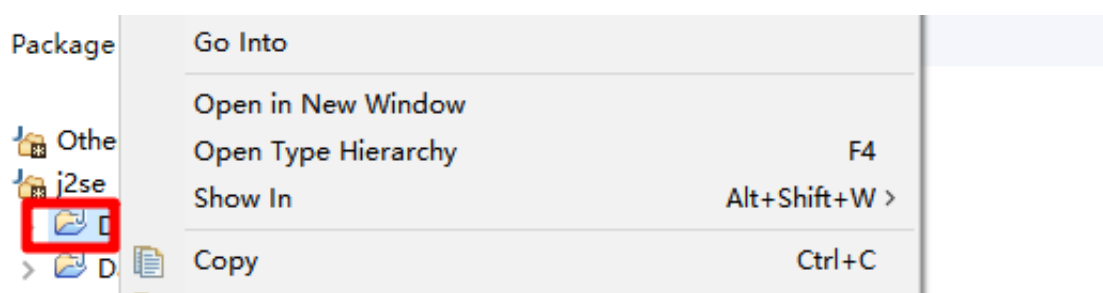 Package
Go Into
Open in New Window
Othe
Open Type Hierarchy F4
j2se
Show In Alt+Shift+W >
D
Copy Ctrl+C
D